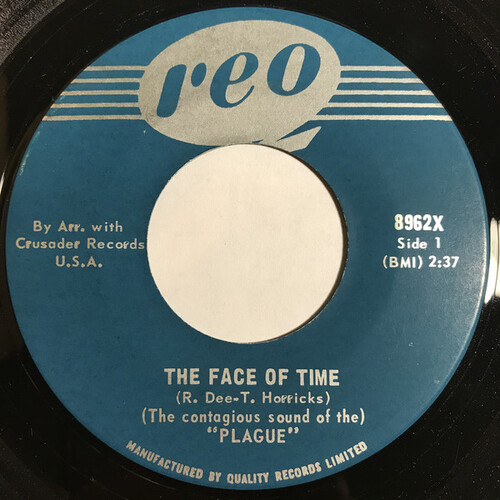 reo
By Arr. with
Crusader Records
U.S.A.
8962X
Side 1
(BMI) 2:37
THE FACE OF TIME
(R. Dee-T. Horricks)
(The contagious sound of the)
"PLAGUE"
MANUFACTURED BY QUALITY RECORDS LIMITED